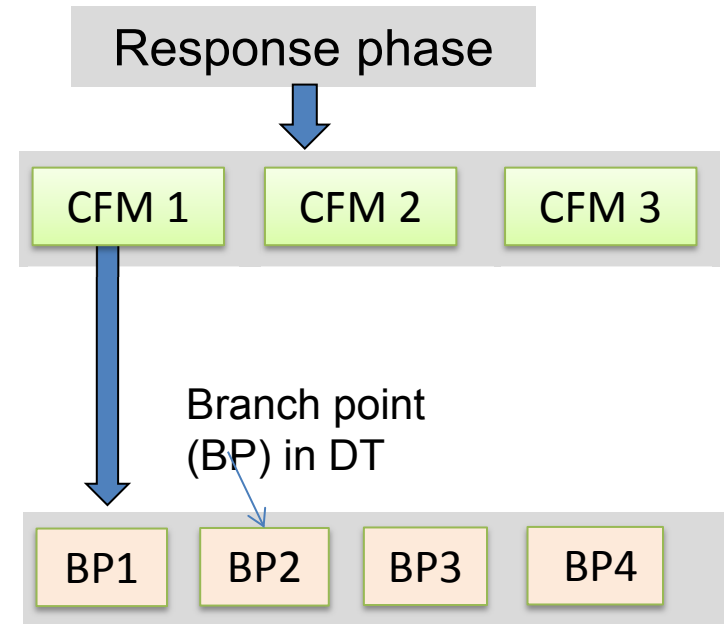 Response phase
CFM 1 CFM 2 CFM 3
Branch point
(BP) in DT
BP1 BP2 BP3 BP4